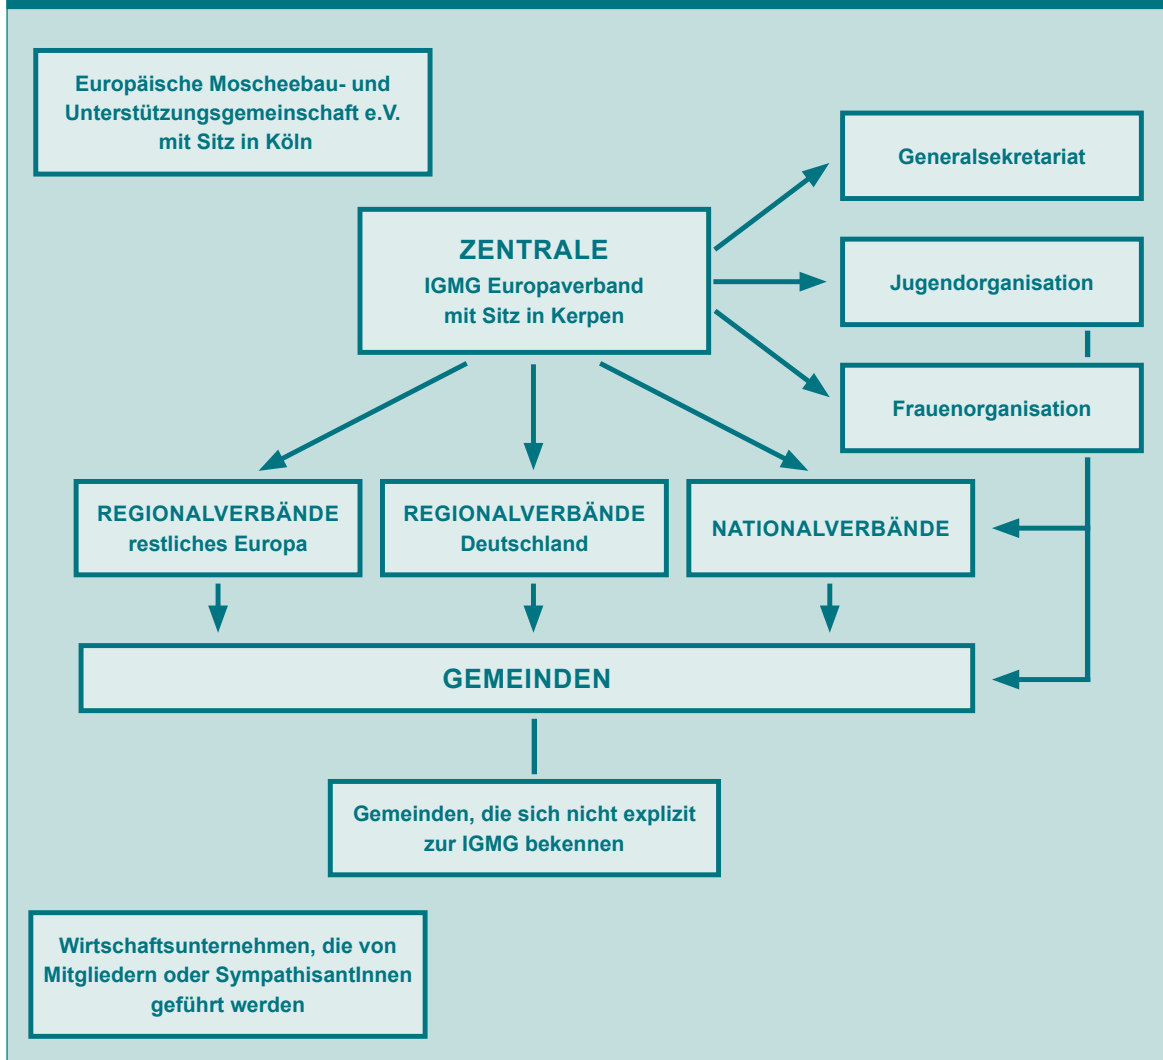 Europäische Moscheebau- und
Unterstützungsgemeinschaft e.V.
mit Sitz in Köln
Generalsekretariat
ZENTRALE
IGMG Europaverband
mit Sitz in Kerpen
Jugendorganisation
Frauenorganisation
REGIONALVERBÄNDE
restliches Europa
REGIONALVERBÄNDE
Deutschland
NATIONALVERBÄNDE
GEMEINDEN
Gemeinden, die sich nicht explizit
zur IGMG bekennen
Wirtschaftsunternehmen, die von
Mitgliedern oder SympathisantInnen
geführt werden